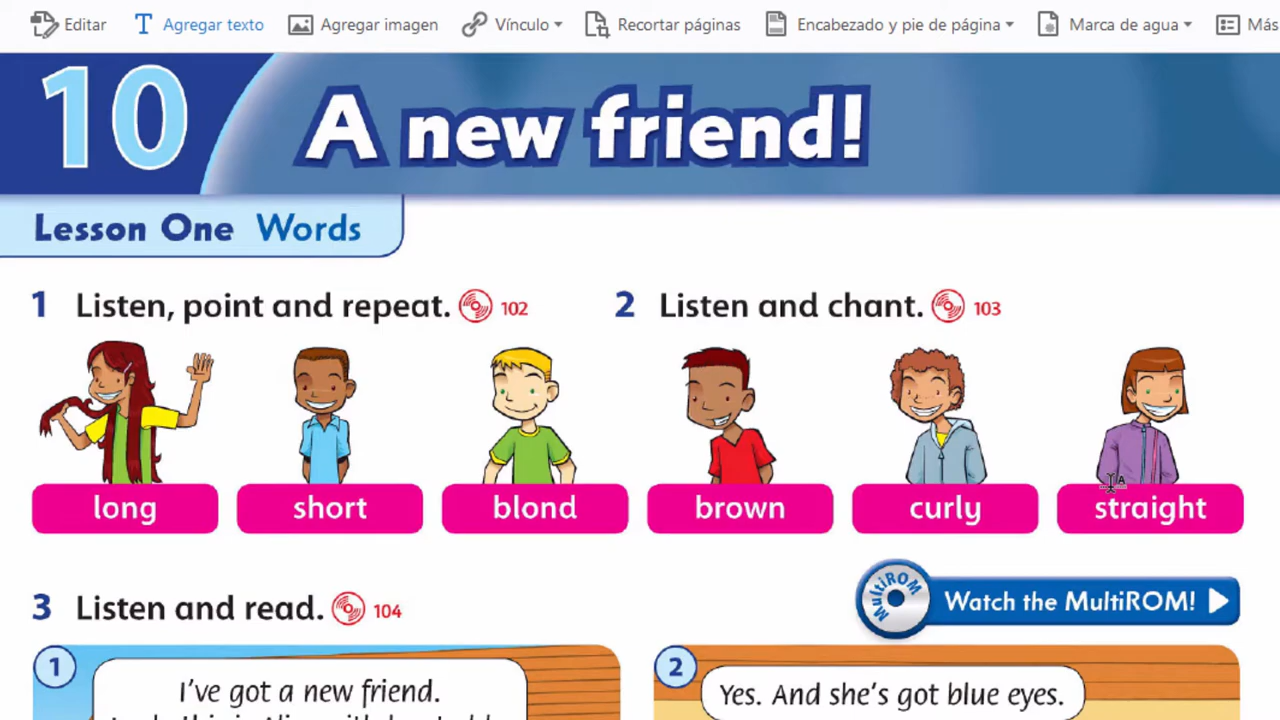 Editar Agregar texto Agregar imagen Vínculo Recortar páginas Encabezado y pie de página Marca de agua Más
10 A new friend!
Lesson One Words
1 Listen, point and repeat. 102
2 Listen and chant. 103
long short blond brown curly straight
3 Listen and read. 104
MultiROM Watch the MultiROM!
1
I've got a new friend.
2
Yes. And she's got blue eyes.